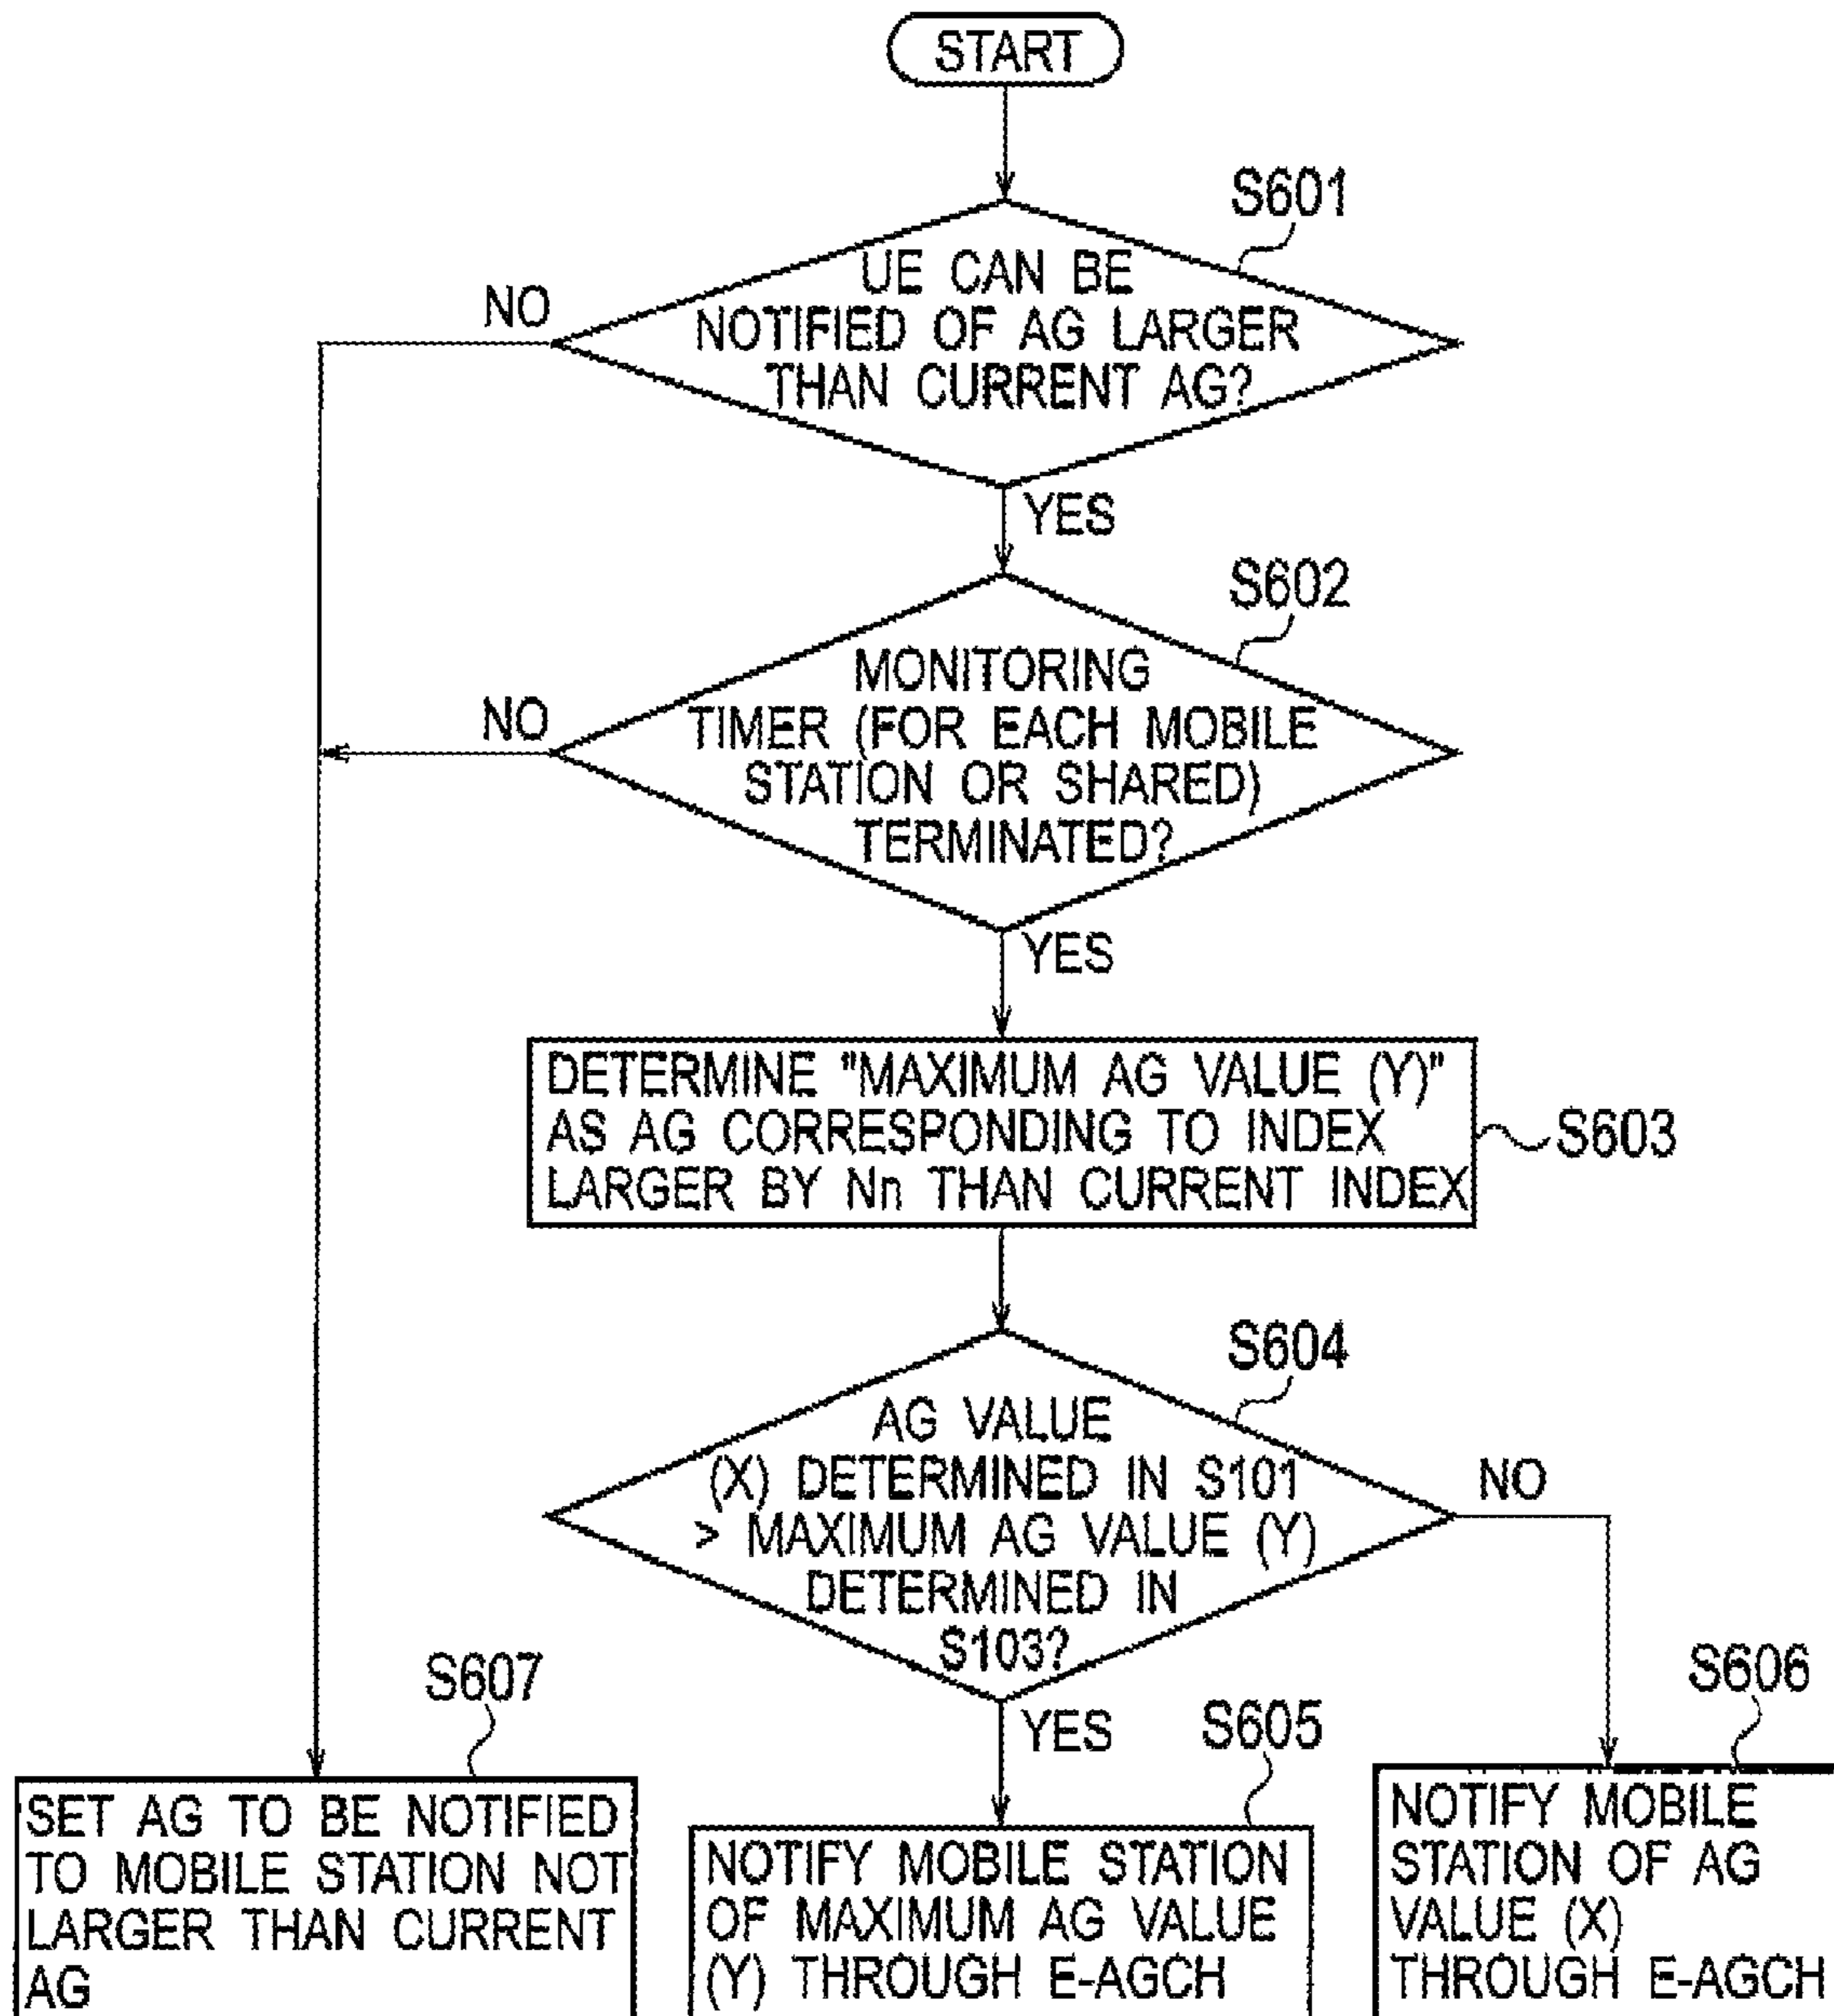 START
S601
UE CAN BE
NOTIFIED OF AG LARGER
THAN CURRENT AG?
NO
YES
S602
MONITORING
TIMER (FOR EACH MOBILE
STATION OR SHARED)
TERMINATED?
NO
YES
DETERMINE "MAXIMUM AG VALUE (Y)"
AS AG CORRESPONDING TO INDEX
LARGER BY Nn THAN CURRENT INDEX
S603
S604
AG VALUE
(X) DETERMINED IN S101
> MAXIMUM AG VALUE (Y)
DETERMINED IN
S103?
NO
YES
S607
SET AG TO BE NOTIFIED
TO MOBILE STATION NOT
LARGER THAN CURRENT
AG
S605
NOTIFY MOBILE STATION
OF MAXIMUM AG VALUE
(Y) THROUGH E-AGCH
S606
NOTIFY MOBILE
STATION OF AG
VALUE (X)
THROUGH E-AGCH